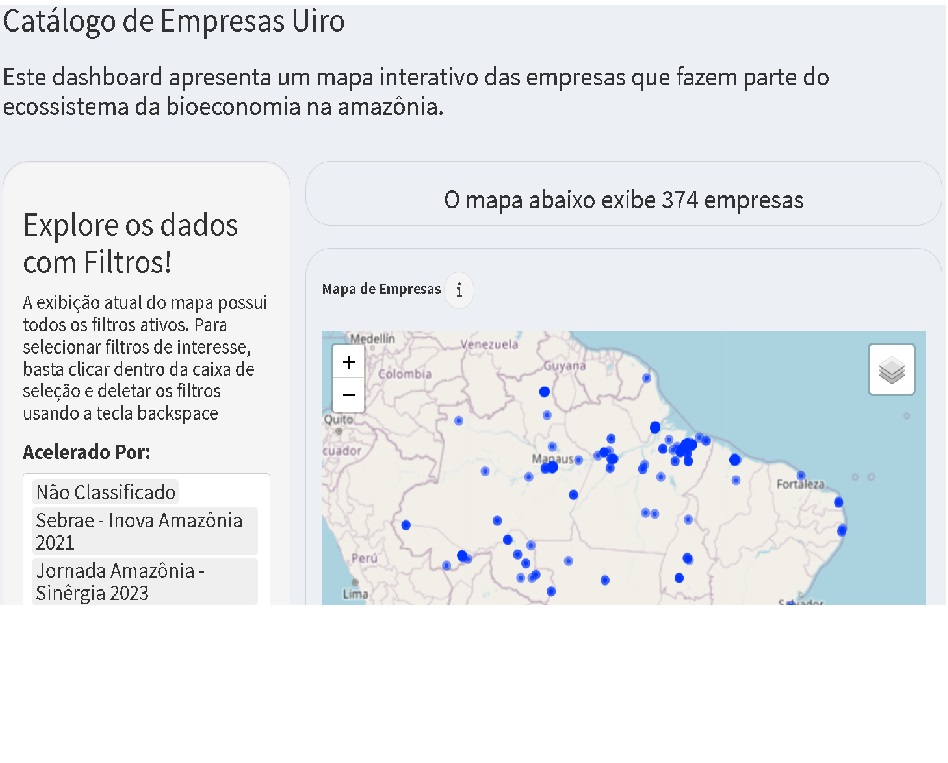 Catálogo de Empresas Uiro
Este dashboard apresenta um mapa interativo das empresas que fazem parte do
ecossistema da bioeconomia na amazônia.
Explore os dados
com Filtros!
A exibição atual do mapa possui
todos os filtros ativos. Para
selecionar filtros de interesse,
basta clicar dentro da caixa de
seleção e deletar os filtros
usando a tecla backspace
Acelerado Por:
Não Classificado
Sebrae - Inova Amazônia
2021
Jornada Amazônia -
Sinêrgia 2023
O mapa abaixo exibe 374 empresas
Mapa de Empresas i
+
−
Medellín
Venezuela
Guyana
Colombia
Quito
cuador
Manaus
Fortaleza
Perú
Lima
Salvador